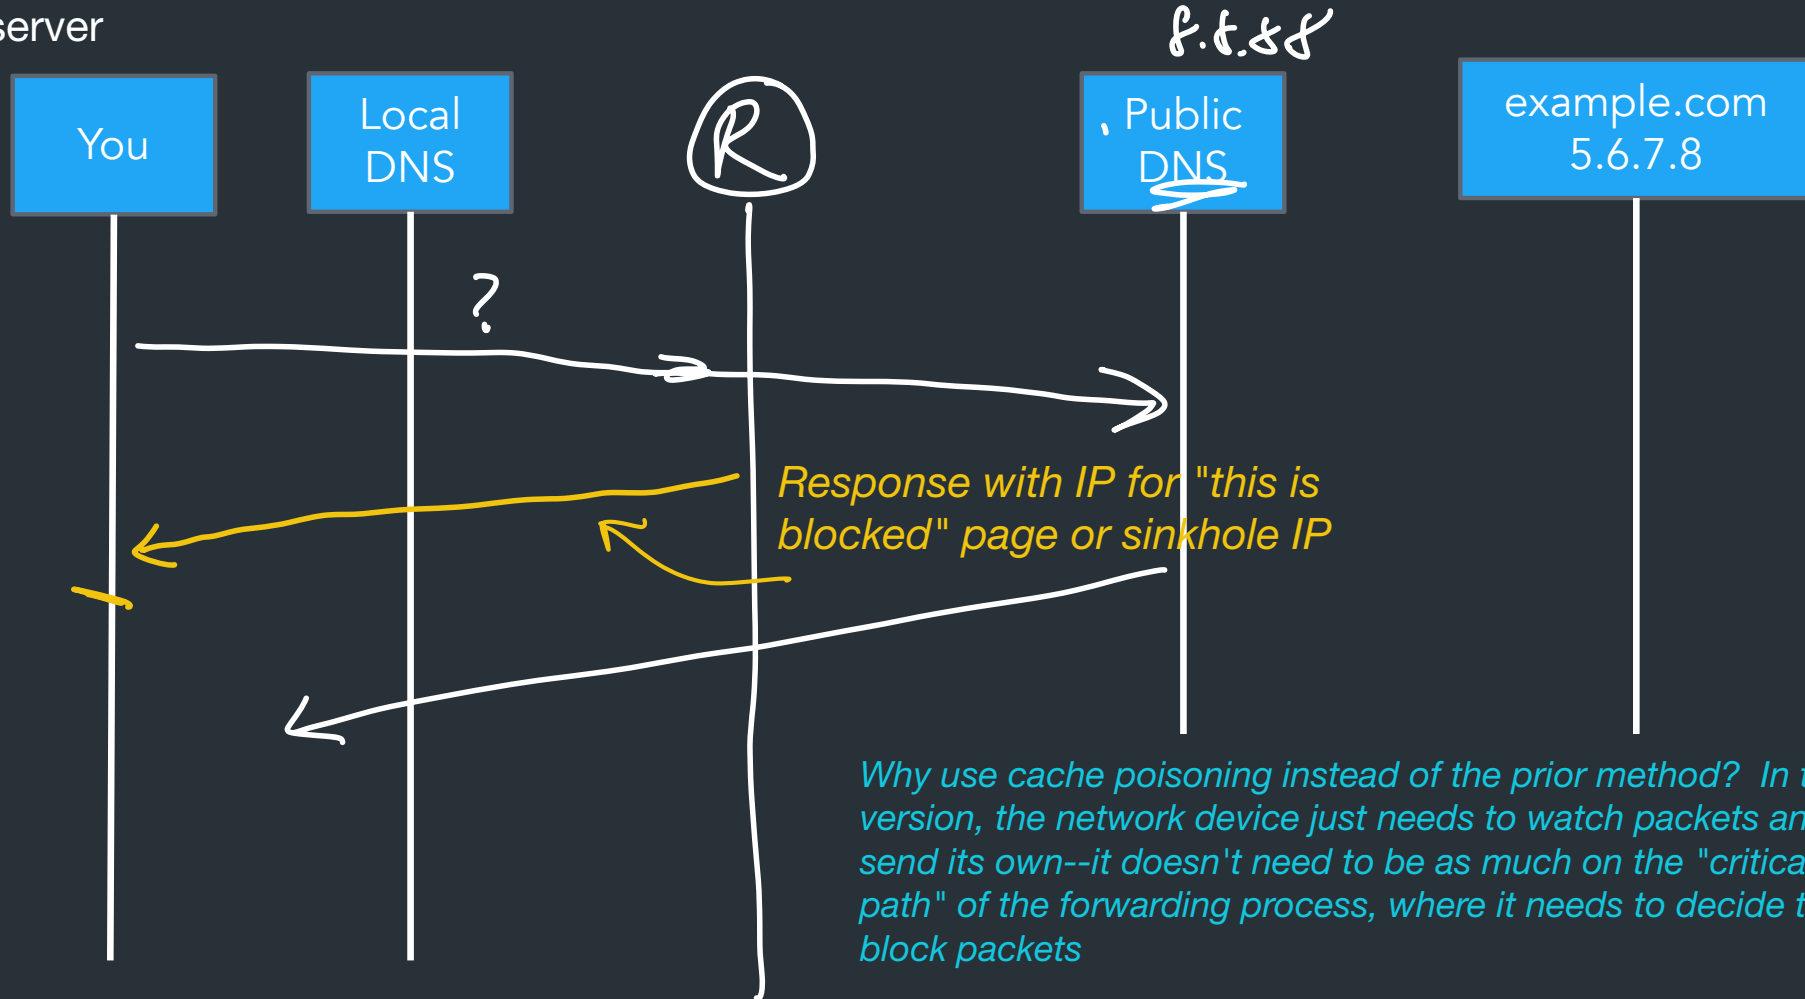 server
8.8.88
You
Local
DNS
R
Public
DNS
example.com
5.6.7.8
?
Response with IP for "this is
blocked" page or sinkhole IP
Why use cache poisoning instead of the prior method? In t
version, the network device just needs to watch packets an
send its own--it doesn't need to be as much on the "critica
path" of the forwarding process, where it needs to decide t
block packets